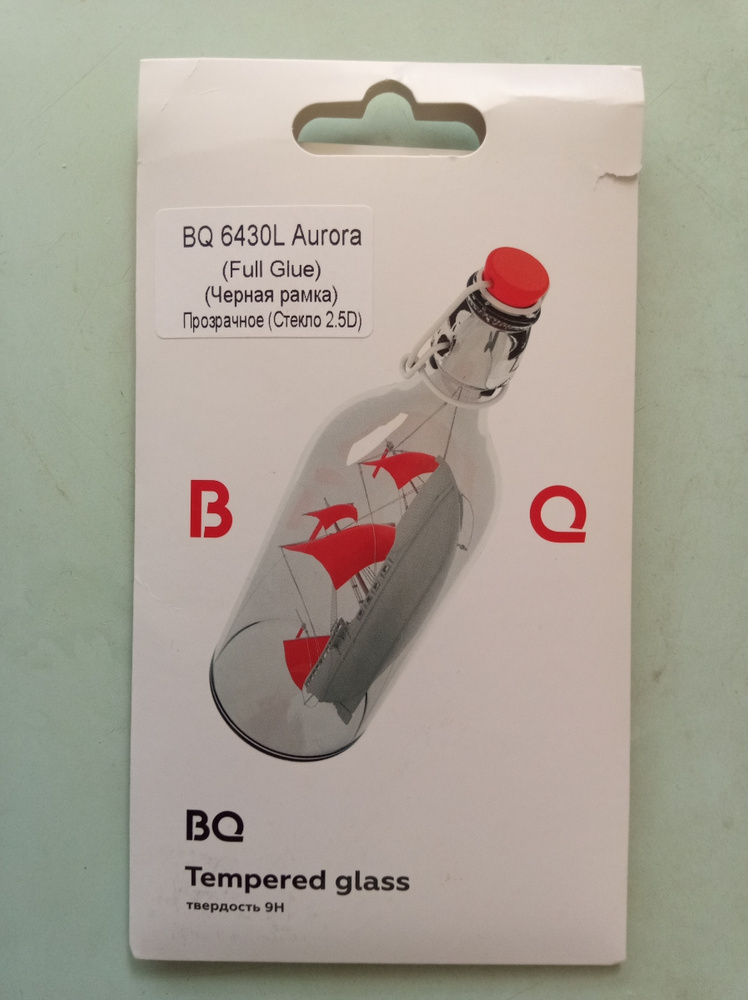 BQ 6430L Aurora
(Full Glue)
(Черная рамка)
Прозрачное (Стекло 2.5D)
B Q
BQ
Tempered glass
твердость 9H